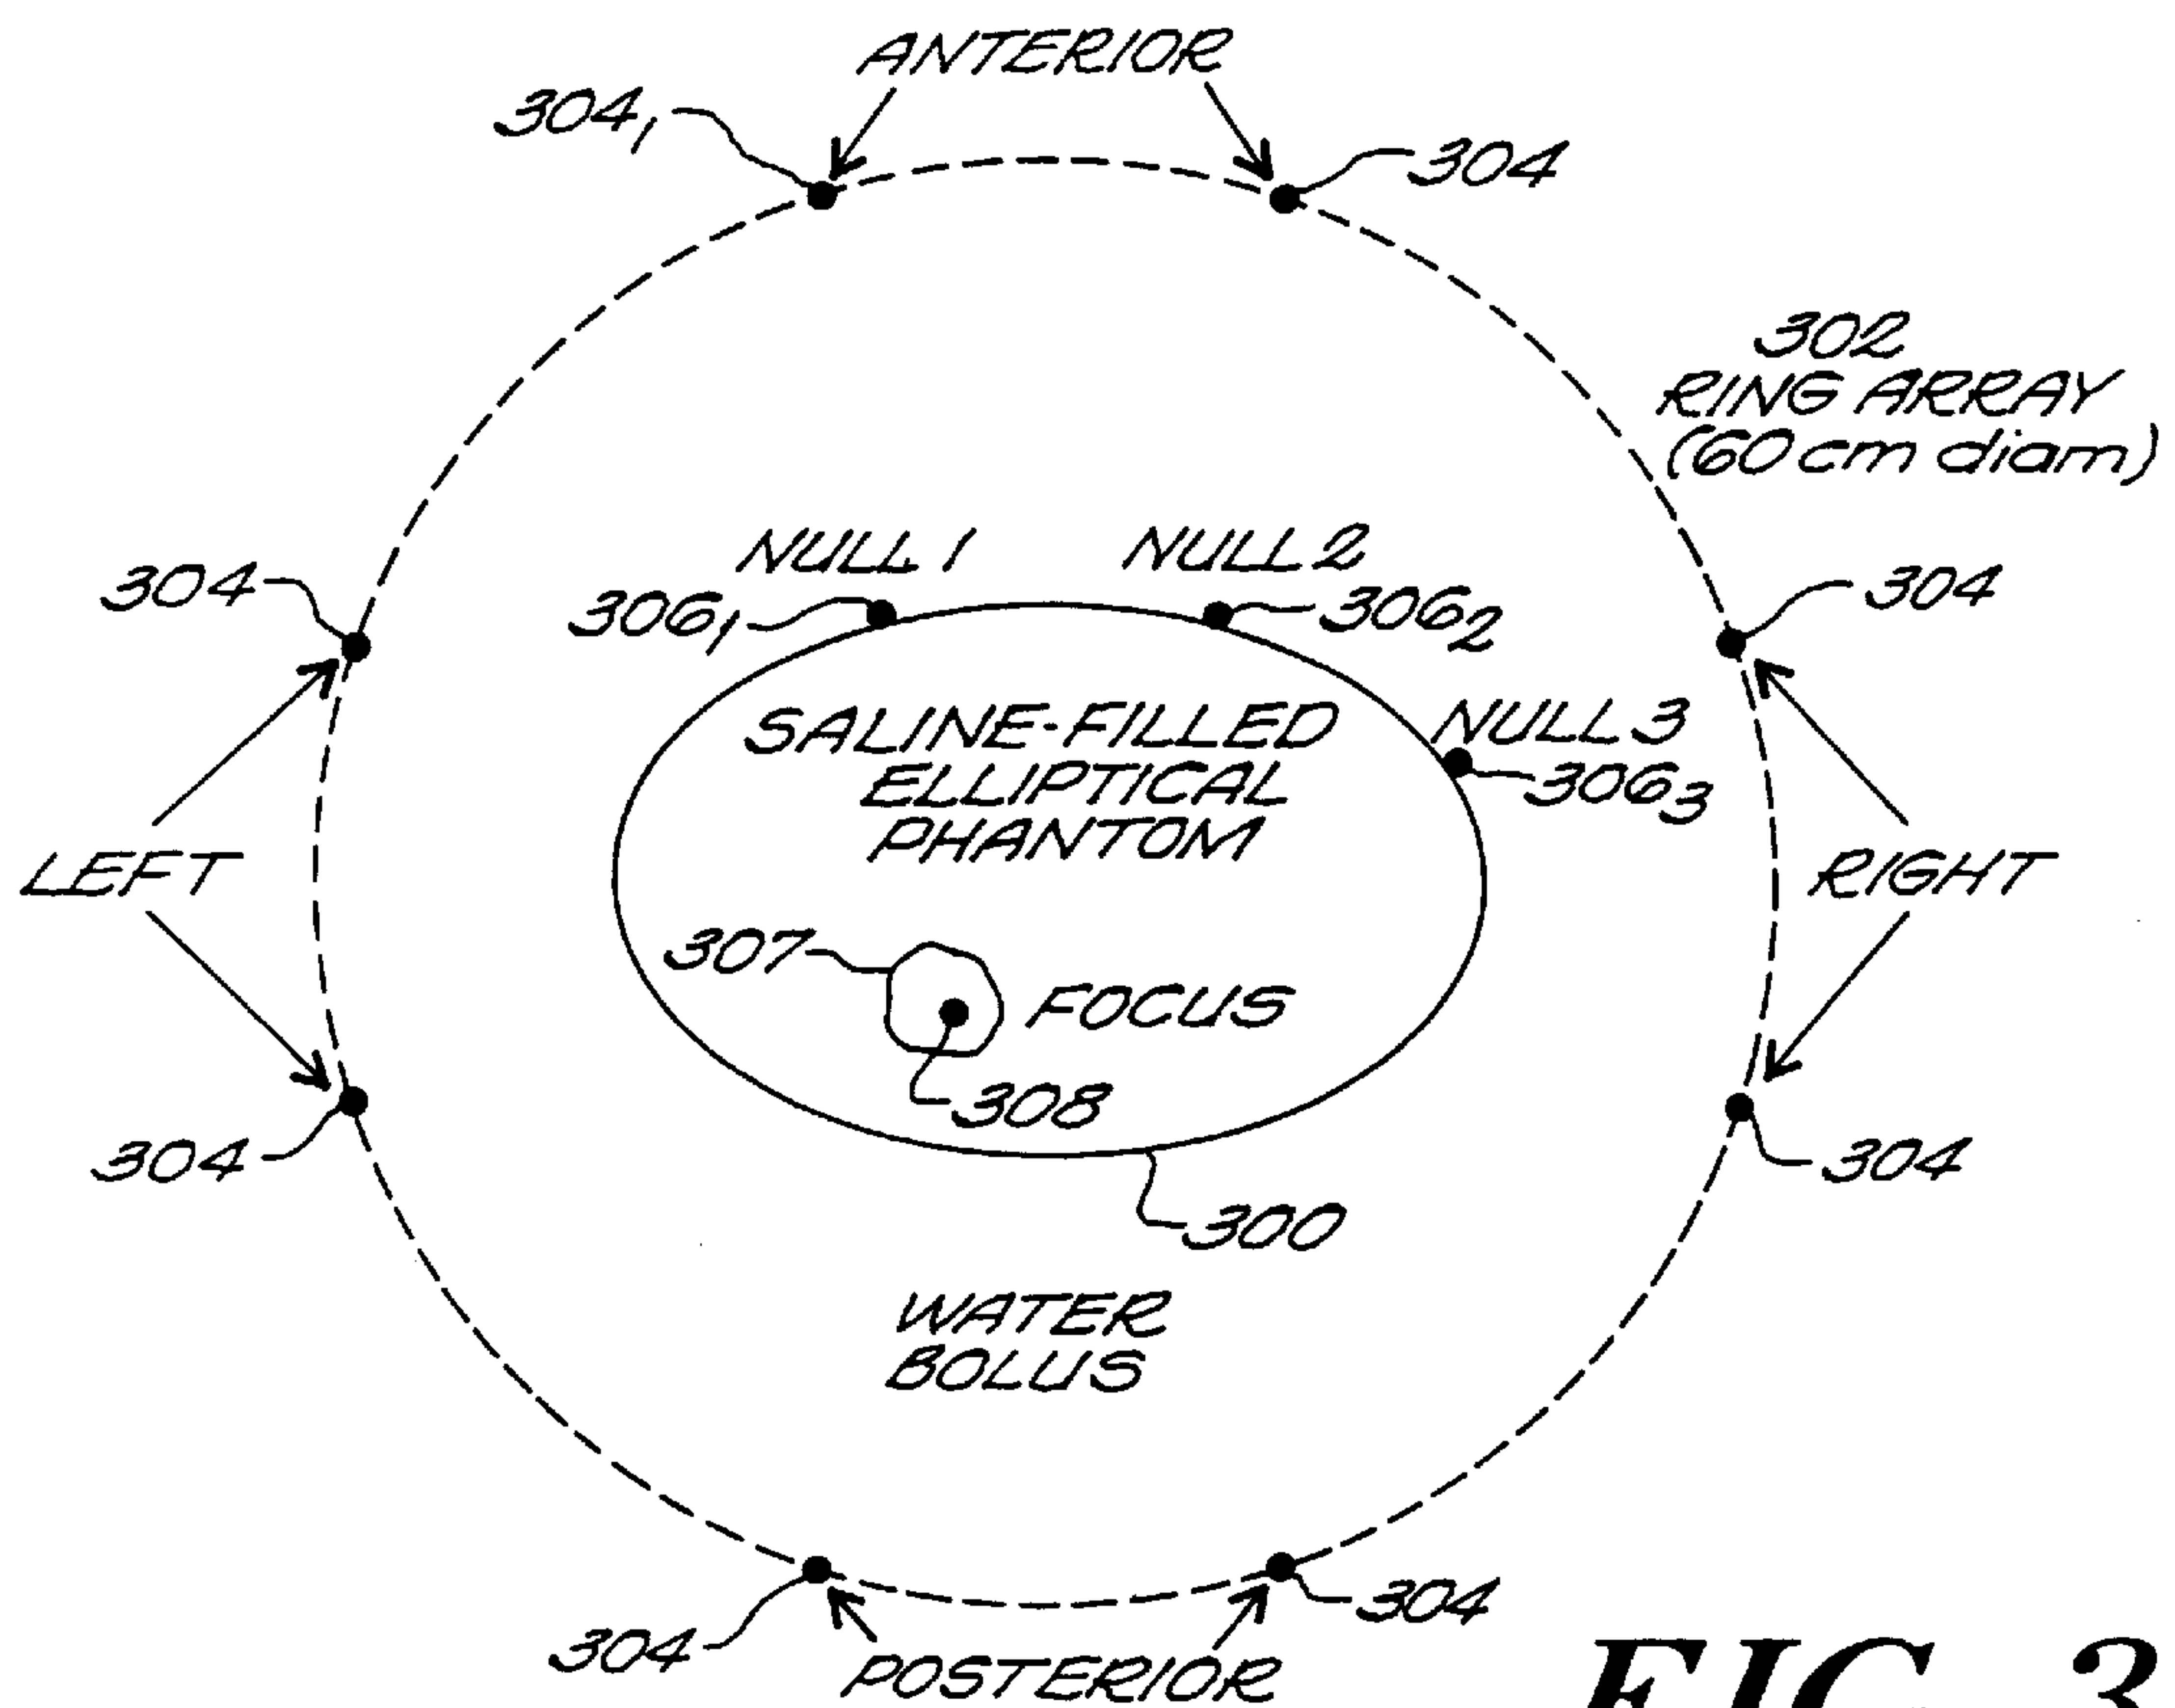 ANTERIOR
304₁
304
302
RING ARRAY
(60 cm diam)
NULL 1
NULL 2
304
306₁
306₂
304
SALINE-FILLED
ELLIPTICAL
PHANTOM
NULL 3
306₃
LEFT
RIGHT
307
FOCUS
308
304
304
300
WATER
BOLUS
304
304
POSTERIOR
FIG. 3